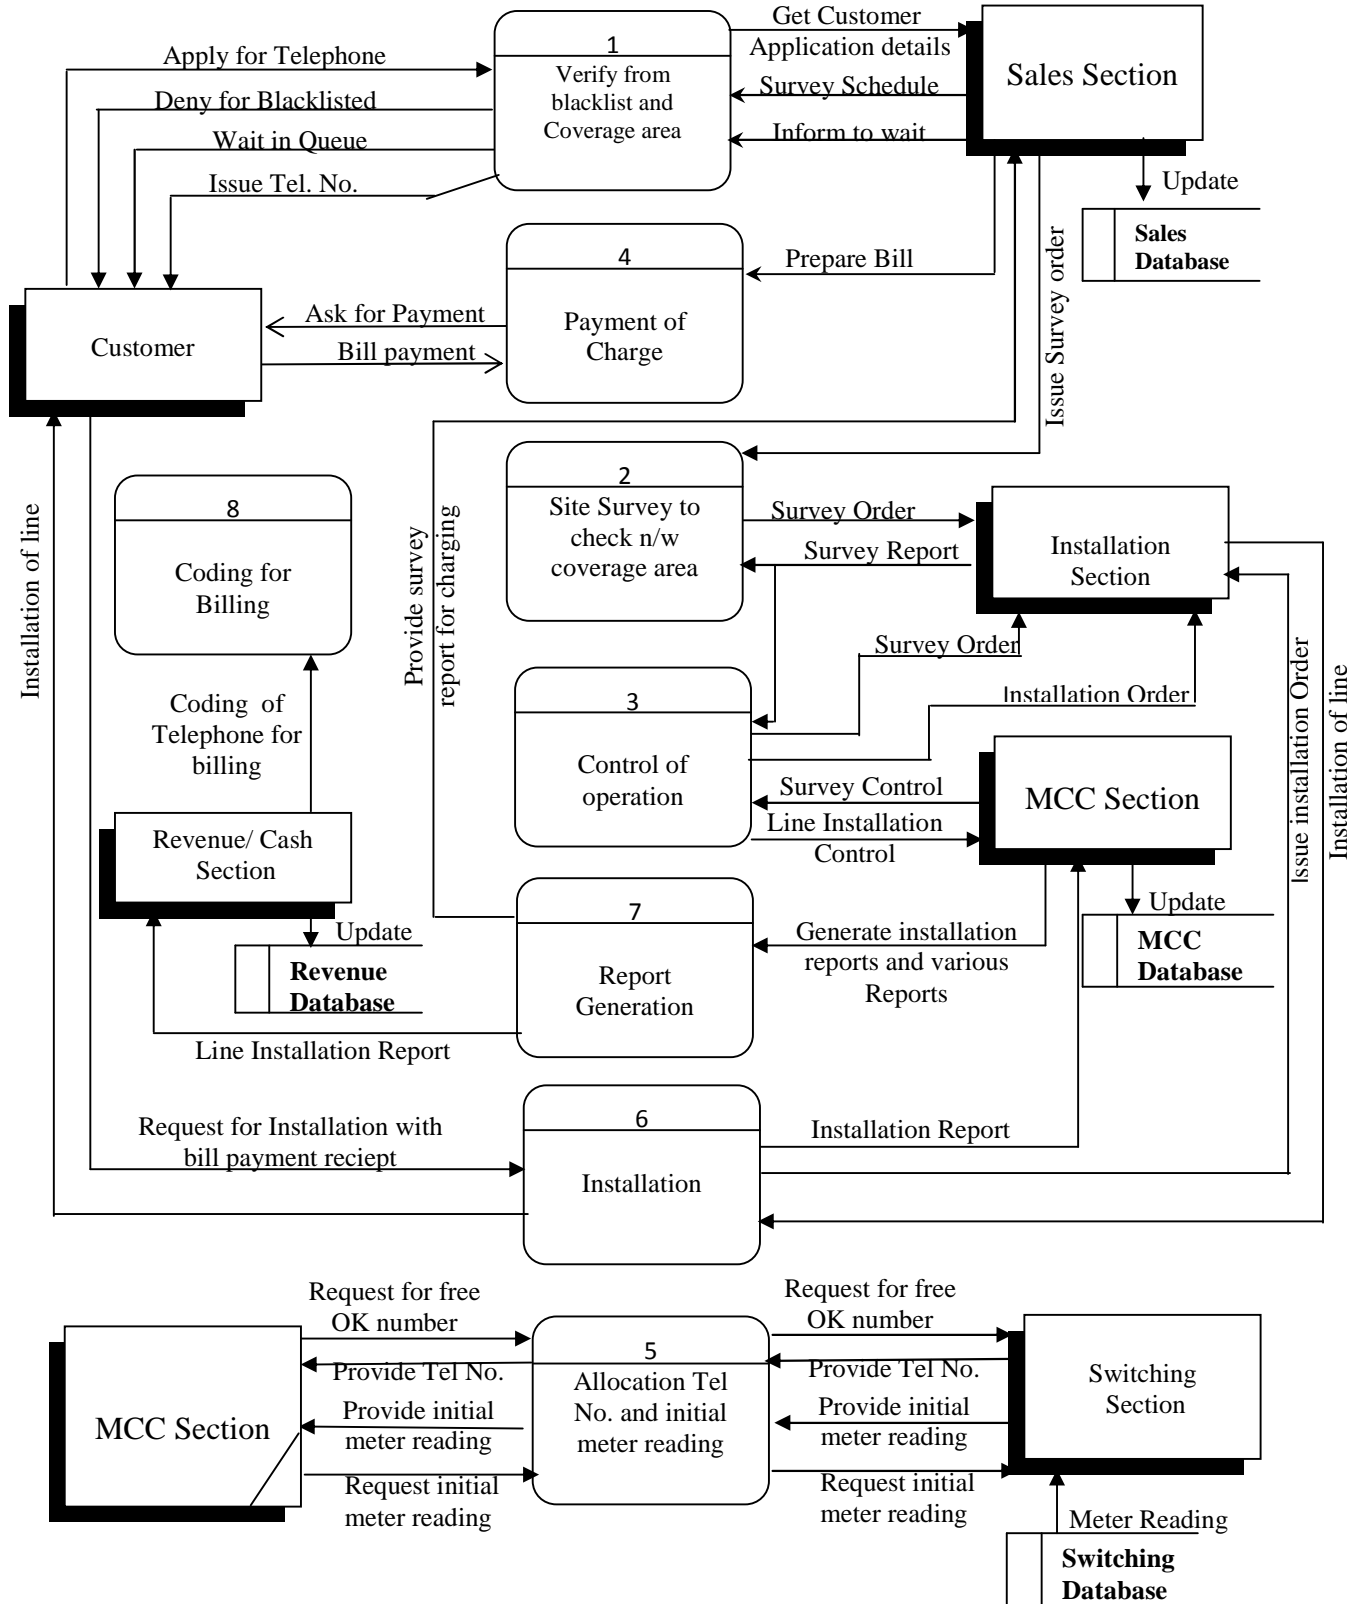 1
Verify from
blacklist and
Coverage area
Get Customer
Application details
Survey Schedule
Inform to wait
Sales Section
Apply for Telephone
Deny for Blacklisted
Wait in Queue
Issue Tel. No.
Update
Sales
Database
4
Payment of
Charge
Prepare Bill
Issue Survey order
Customer
Ask for Payment
Bill payment
2
Site Survey to
check n/w
coverage area
Survey Order
Survey Report
Installation
Section
8
Coding for
Billing
Installation of line
Provide survey
report for charging
Survey Order
Installation Order
3
Control of
operation
Survey Control
Line Installation
Control
MCC Section
Issue installation Order
Installation of line
Coding of
Telephone for
billing
Revenue/ Cash
Section
Update
Revenue
Database
7
Report
Generation
Generate installation
reports and various
Reports
Update
MCC
Database
Line Installation Report
6
Installation
Request for Installation with
bill payment reciept
Installation Report
Request for free
OK number
Provide Tel No.
Provide initial
meter reading
Request initial
meter reading
MCC Section
5
Allocation Tel
No. and initial
meter reading
Request for free
OK number
Provide Tel No.
Provide initial
meter reading
Request initial
meter reading
Switching
Section
Meter Reading
Switching
Database